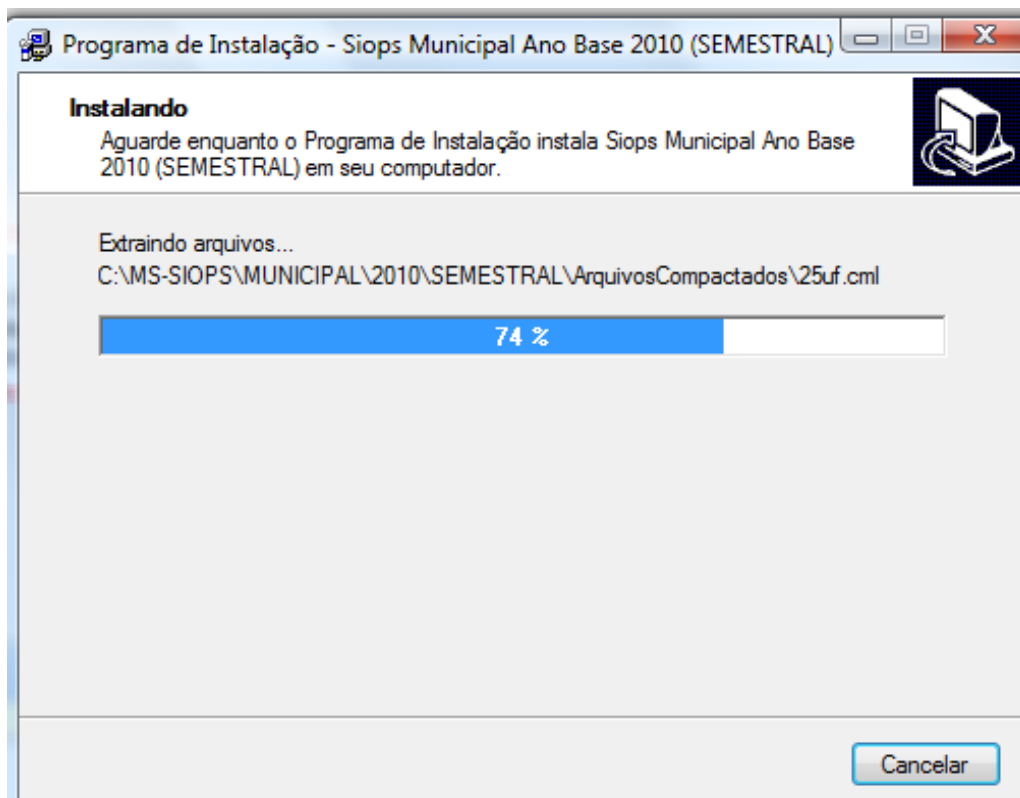 Programa de Instalação - Siops Municipal Ano Base 2010 (SEMESTRAL)
Instalando
Aguarde enquanto o Programa de Instalação instala Siops Municipal Ano Base
2010 (SEMESTRAL) em seu computador.
Extraindo arquivos...
C:\MS-SIOPS\MUNICIPAL\2010\SEMESTRAL\ArquivosCompactados\25uf.cml
74 %
Cancelar